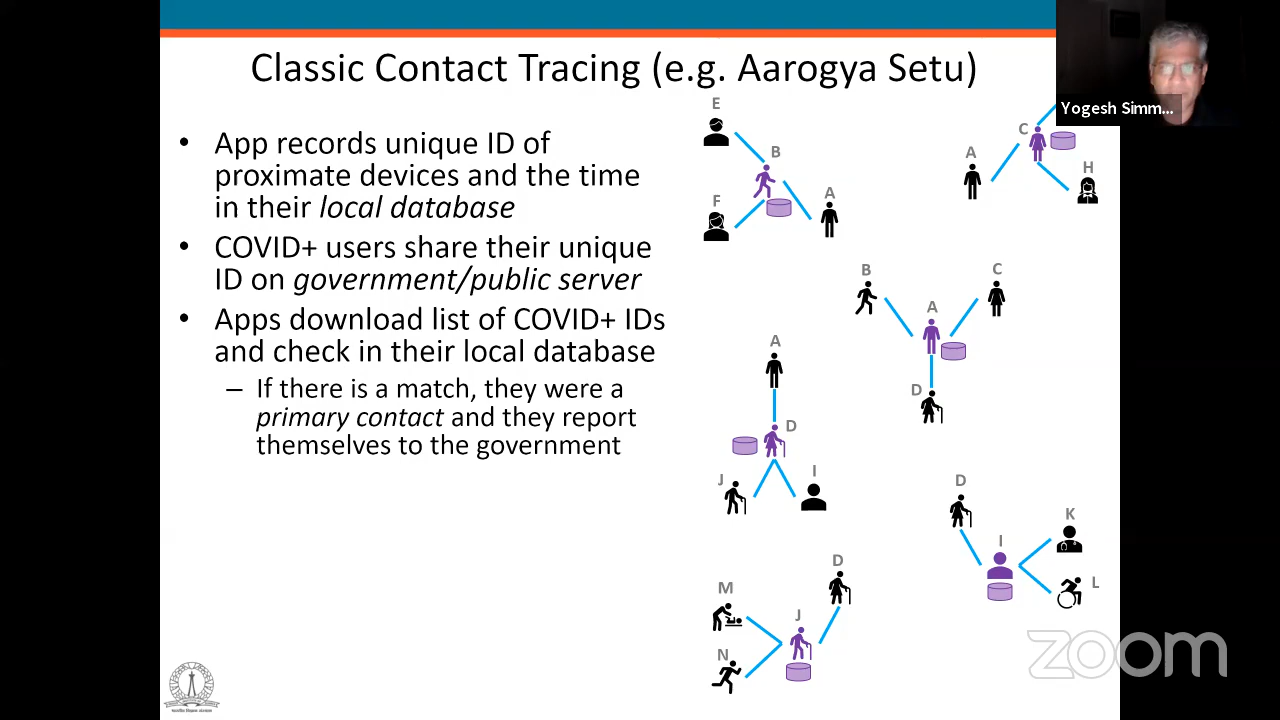 Classic Contact Tracing (e.g. Aarogya Setu)
Yogesh Simm...
• App records unique ID of
proximate devices and the time
in their local database
• COVID+ users share their unique
ID on government/public server
• Apps download list of COVID+ IDs
and check in their local database
– If there is a match, they were a
primary contact and they report
themselves to the government
E
B
F
A
C
A
H
B
C
A
D
A
D
J
I
D
K
I
L
D
M
J
N
zoom